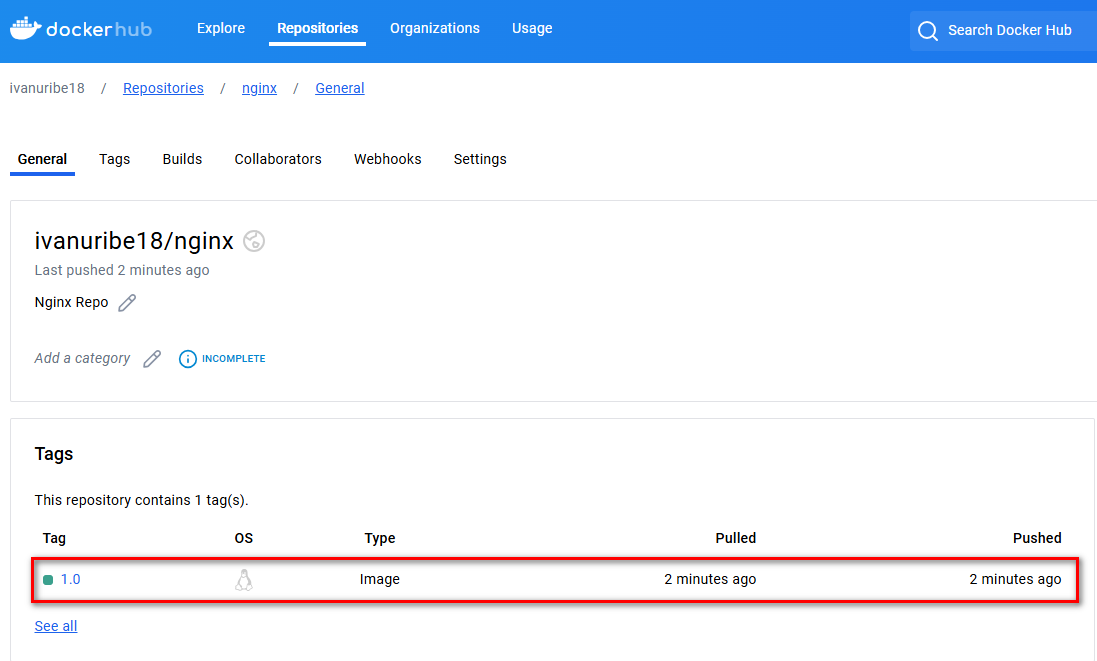 dockerhub Explore Repositories Organizations Usage Search Docker Hub
ivanuribe18 / Repositories / nginx / General
General Tags Builds Collaborators Webhooks Settings
ivanuribe18/nginx
Last pushed 2 minutes ago
Nginx Repo
Add a category INCOMPLETE
Tags
This repository contains 1 tag(s).
Tag OS Type Pulled Pushed
1.0 Image 2 minutes ago 2 minutes ago
See all